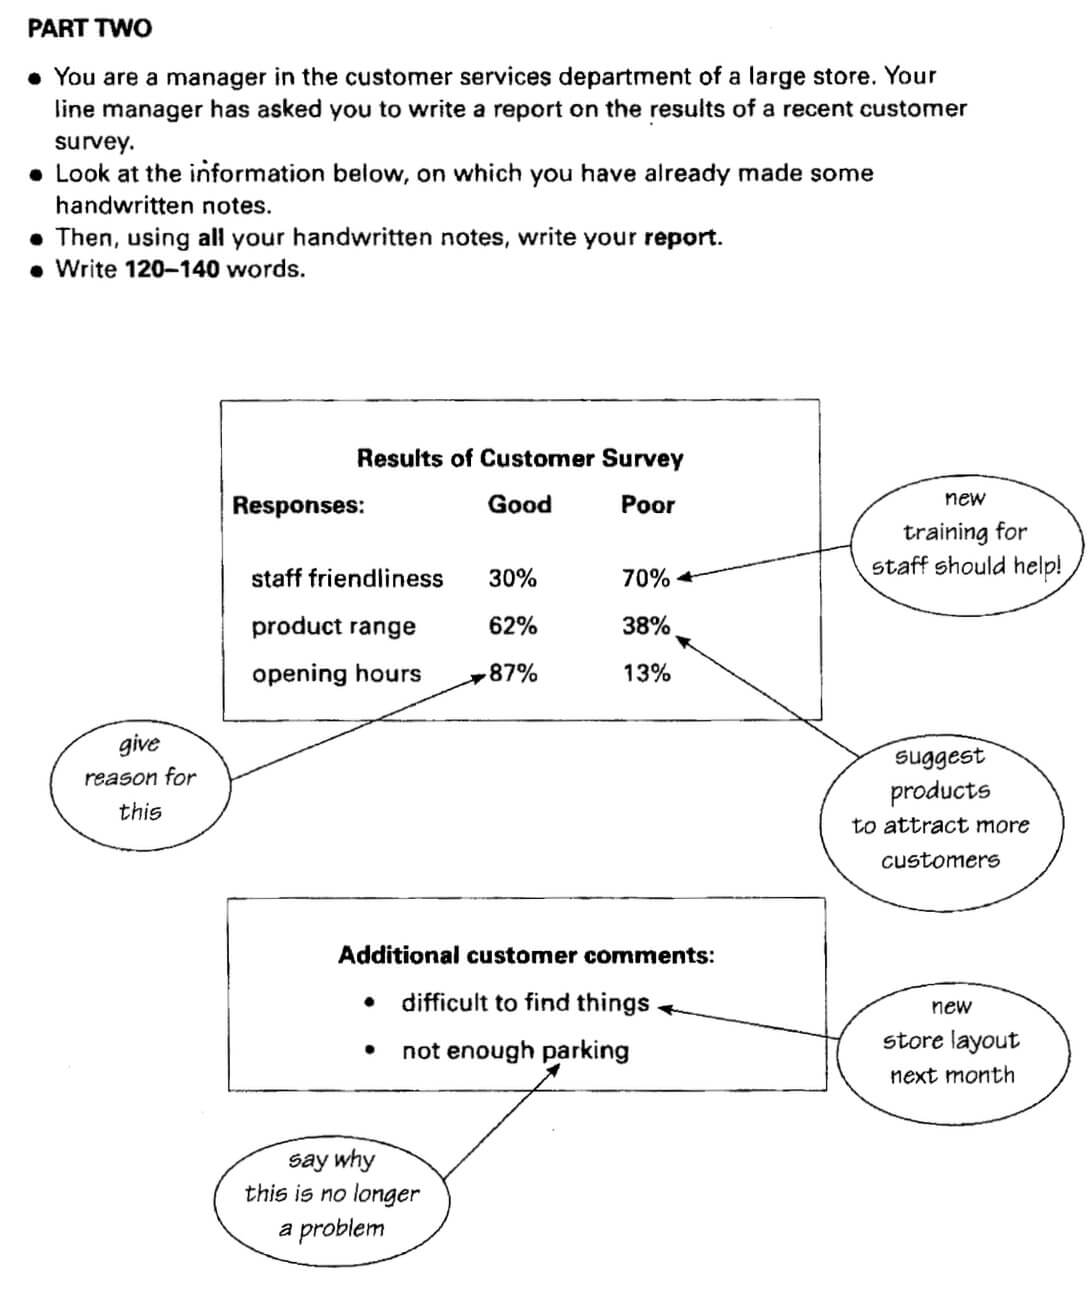 PART TWO
● You are a manager in the customer services department of a large store. Your
line manager has asked you to write a report on the results of a recent customer
survey.
● Look at the information below, on which you have already made some
handwritten notes.
● Then, using all your handwritten notes, write your report.
● Write 120–140 words.
Results of Customer Survey
Responses: Good Poor
staff friendliness 30% 70%
product range 62% 38%
opening hours 87% 13%
new
training for
staff should help!
give
reason for
this
suggest
products
to attract more
customers
Additional customer comments:
• difficult to find things
• not enough parking
new
store layout
next month
say why
this is no longer
a problem